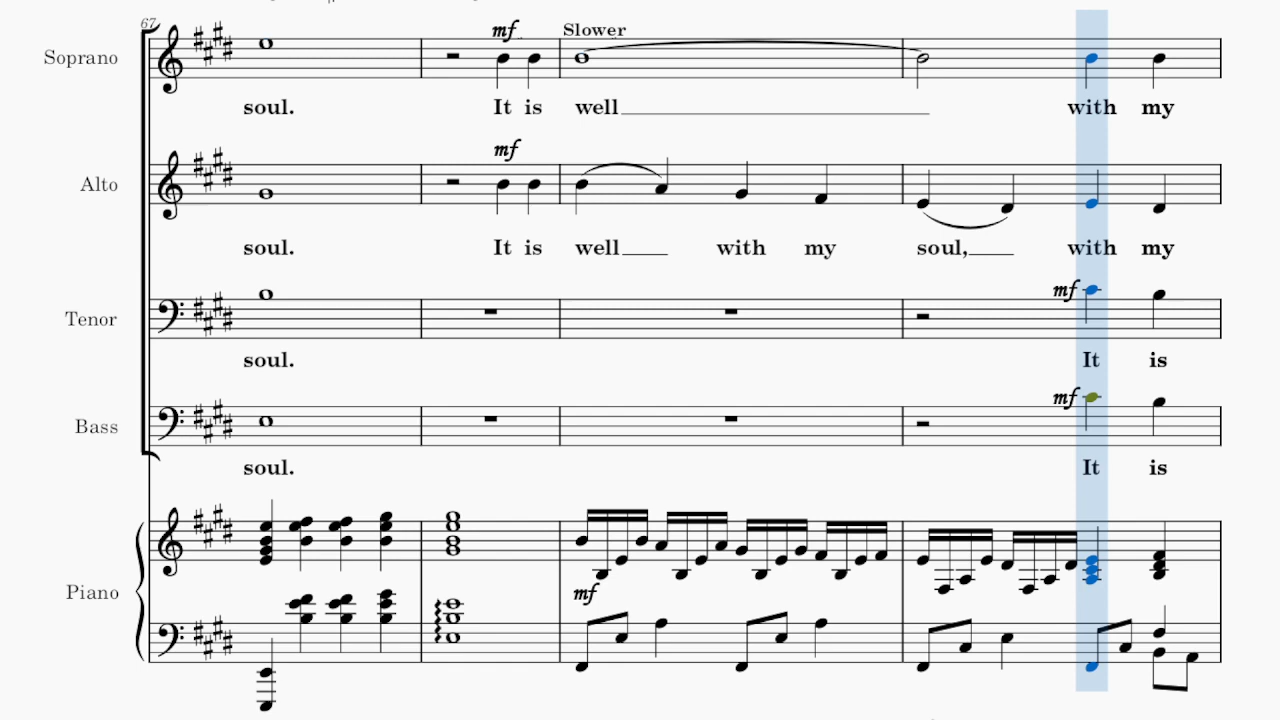 67
mf
Slower
Soprano
soul. It is well with my
mf
Alto
soul. It is well with my soul, with my
Tenor
mf
soul. It is
Bass
mf
soul. It is
Piano
mf